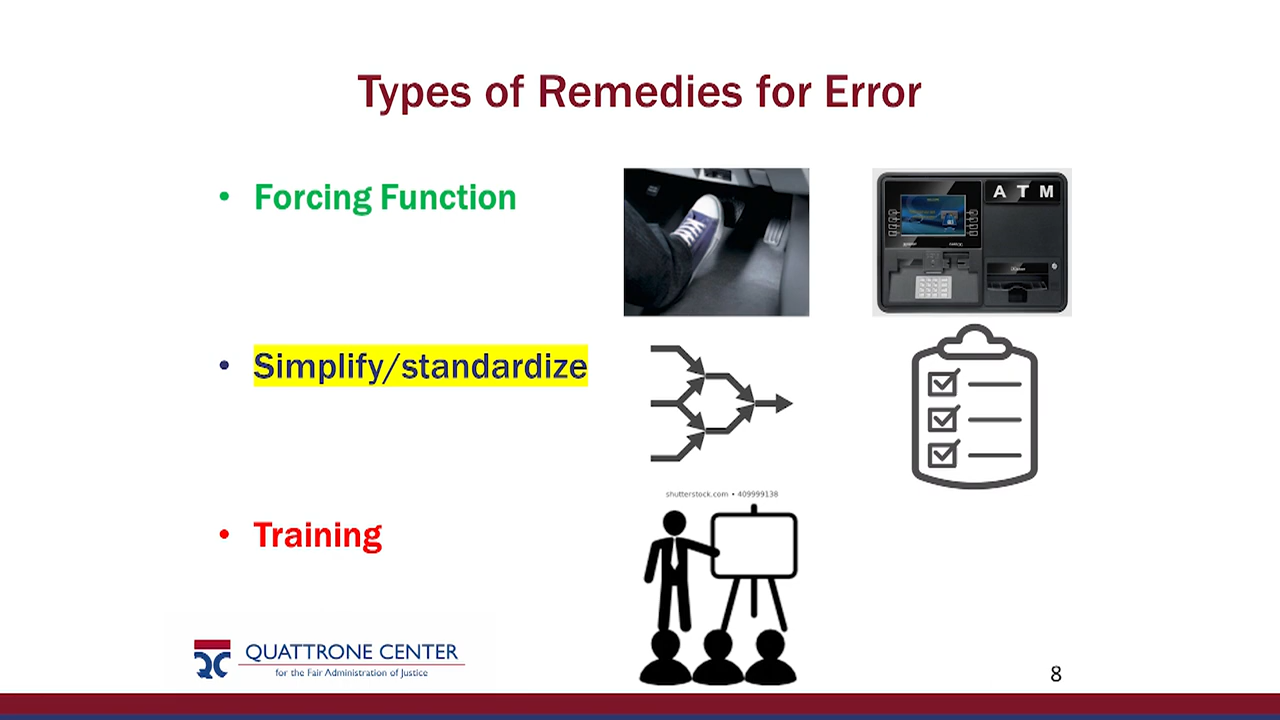 Types of Remedies for Error
• Forcing Function
A T M
• Simplify/standardize
shutterstock.com • 409999138
• Training
QC QUATTRONE CENTER
for the Fair Administration of Justice
8